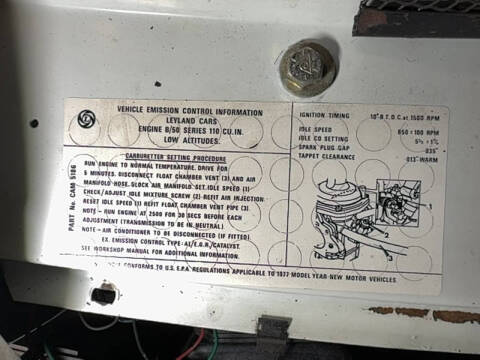 VEHICLE EMISSION CONTROL INFORMATION
LEYLAND CARS
ENGINE B/50 SERIES 110 CU.IN.
LOW ALTITUDES.
CARBURETTER SETTING PROCEDURE
RUN ENGINE TO NORMAL TEMPERATURE. DRIVE FOR
5 MINUTES. DISCONNECT FLOAT CHAMBER VENT (3) AND AIR
MANIFOLD HOSE. BLOCK AIR MANIFOLD. SET IDLE SPEED (1)
CHECK/ADJUST IDLE MIXTURE SCREW (2) REFIT AIR INJECTION
RESET IDLE SPEED (1) REFIT FLOAT CHAMBER VENT PIPE (3)
NOTE – RUN ENGINE AT 2500 FOR 30 SECS BEFORE EACH
ADJUSTMENT (TRANSMISSION TO BE IN NEUTRAL)
NOTE – AIR CONDITIONER TO BE DISCONNECTED (IF FITTED)
EX. EMISSION CONTROL TYPE - AI/E.G.R./CATALYST.
SEE WORKSHOP MANUAL FOR ADDITIONAL INFORMATION.
CONFORMS TO U.S. E.P.A. REGULATIONS APPLICABLE TO 1977 MODEL YEAR NEW MOTOR VEHICLES.
PART No. CAM 5186
IGNITION TIMING 10° B.T.D.C. at 1500 RPM
IDLE SPEED 850±100 RPM
IDLE CO SETTING
SPARK PLUG GAP .035"
TAPPET CLEARANCE .013" WARM
1
2